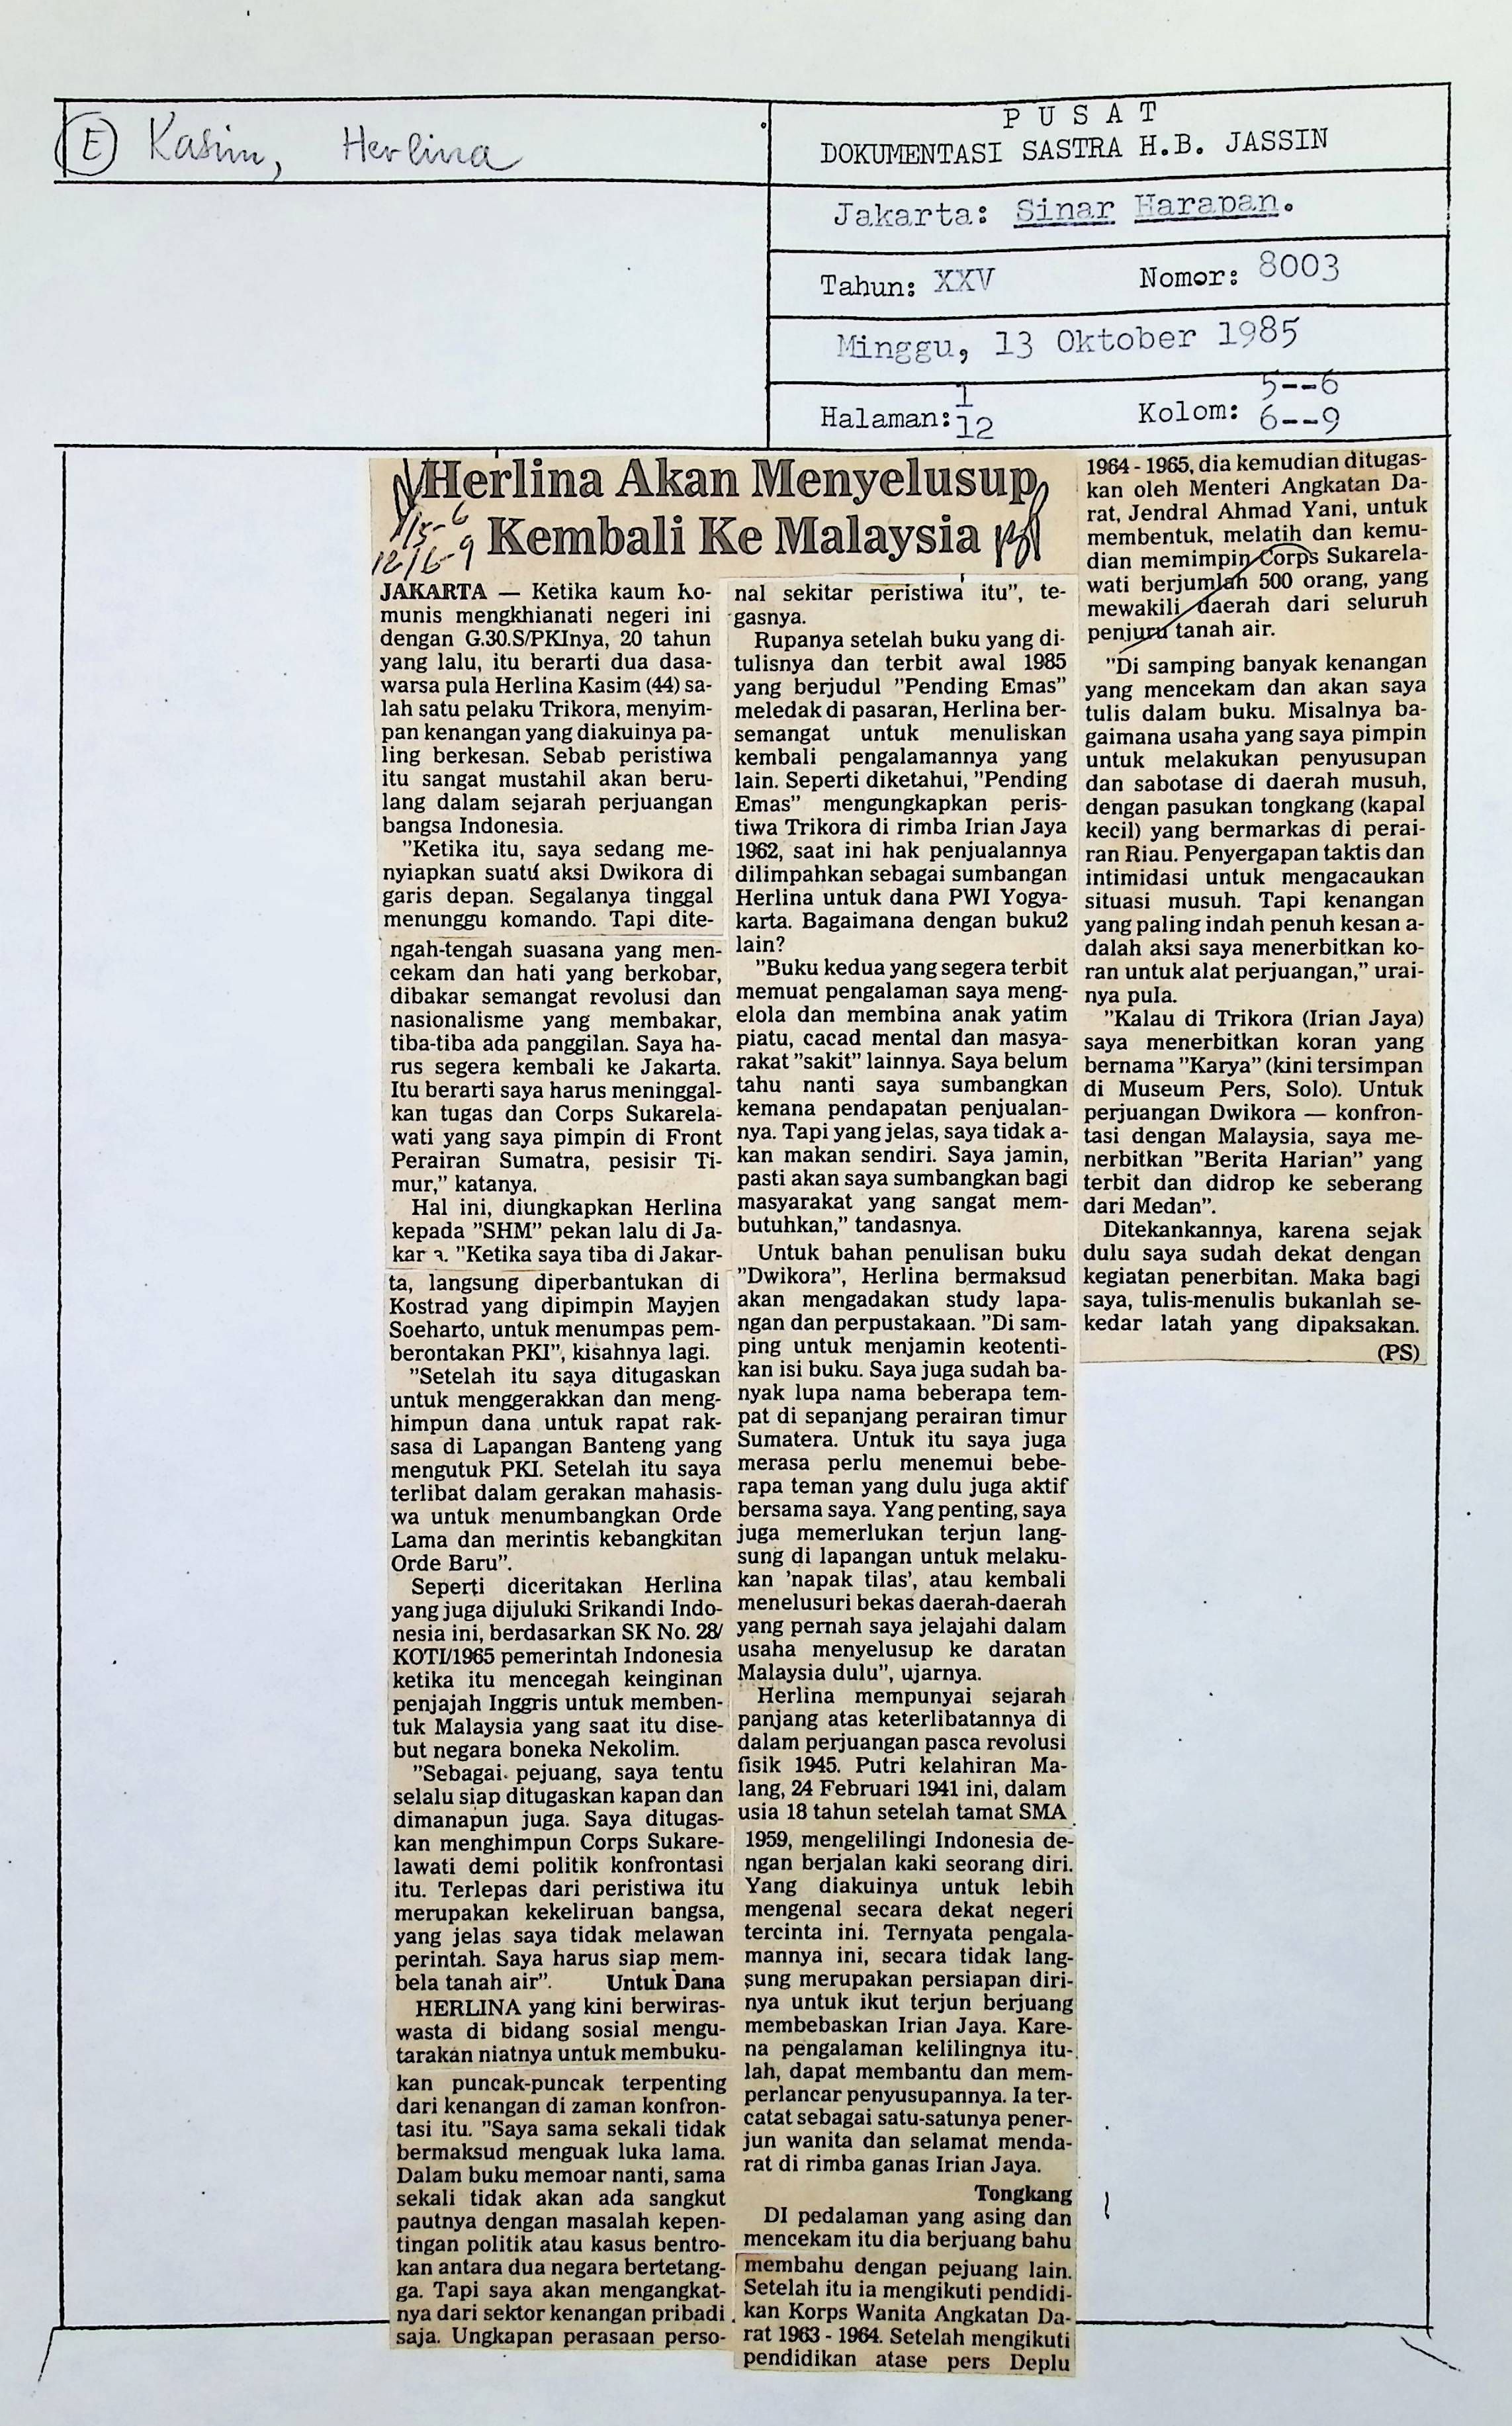 E Kasim, Herlina
PUSAT
DOKUMENTASI SASTRA H.B. JASSIN
Jakarta: Sinar Harapan.
Tahun: XXV Nomor: 8003
Minggu, 13 Oktober 1985
Halaman: 1 Kolom: 5--6
12 6--9
Herlina Akan Menyelusup
Kembali Ke Malaysia
1/5-6
12/6-9
JAKARTA — Ketika kaum ko-
munis mengkhianati negeri ini
dengan G.30.S/PKInya, 20 tahun
yang lalu, itu berarti dua dasa-
warsa pula Herlina Kasim (44) sa-
lah satu pelaku Trikora, menyim-
pan kenangan yang diakuinya pa-
ling berkesan. Sebab peristiwa
itu sangat mustahil akan beru-
lang dalam sejarah perjuangan
bangsa Indonesia.
"Ketika itu, saya sedang me-
nyiapkan suatu aksi Dwikora di
garis depan. Segalanya tinggal
menunggu komando. Tapi dite-
ngah-tengah suasana yang men-
cekam dan hati yang berkobar,
dibakar semangat revolusi dan
nasionalisme yang membakar,
tiba-tiba ada panggilan. Saya ha-
rus segera kembali ke Jakarta.
Itu berarti saya harus meninggal-
kan tugas dan Corps Sukarela-
wati yang saya pimpin di Front
Perairan Sumatra, pesisir Ti-
mur," katanya.
Hal ini, diungkapkan Herlina
kepada "SHM" pekan lalu di Ja-
kar a. "Ketika saya tiba di Jakar-
ta, langsung diperbantukan di
Kostrad yang dipimpin Mayjen
Soeharto, untuk menumpas pem-
berontakan PKI", kisahnya lagi.
"Setelah itu saya ditugaskan
untuk menggerakkan dan meng-
himpun dana untuk rapat rak-
sasa di Lapangan Banteng yang
mengutuk PKI. Setelah itu saya
terlibat dalam gerakan mahasis-
wa untuk menumbangkan Orde
Lama dan merintis kebangkitan
Orde Baru".
Seperti diceritakan Herlina
yang juga dijuluki Srikandi Indo-
nesia ini, berdasarkan SK No. 28/
KOTI/1965 pemerintah Indonesia
ketika itu mencegah keinginan
penjajah Inggris untuk memben-
tuk Malaysia yang saat itu dise-
but negara boneka Nekolim.
"Sebagai pejuang, saya tentu
selalu siap ditugaskan kapan dan
dimanapun juga. Saya ditugas-
kan menghimpun Corps Sukare-
lawati demi politik konfrontasi
itu. Terlepas dari peristiwa itu
merupakan kekeliruan bangsa,
yang jelas saya tidak melawan
perintah. Saya harus siap mem-
bela tanah air". Untuk Dana
HERLINA yang kini berwiras-
wasta di bidang sosial mengu-
tarakan niatnya untuk membuku-
kan puncak-puncak terpenting
dari kenangan di zaman konfron-
tasi itu. "Saya sama sekali tidak
bermaksud menguak luka lama.
Dalam buku memoar nanti, sama
sekali tidak akan ada sangkut
pautnya dengan masalah kepen-
tingan politik atau kasus bentro-
kan antara dua negara bertetang-
ga. Tapi saya akan mengangkat-
nya dari sektor kenangan pribadi
saja. Ungkapan perasaan perso-
nal sekitar peristiwa itu", te-
gasnya.
Rupanya setelah buku yang di-
tulisnya dan terbit awal 1985
yang berjudul "Pending Emas"
meledak di pasaran, Herlina ber-
semangat untuk menuliskan
kembali pengalamannya yang
lain. Seperti diketahui, "Pending
Emas" mengungkapkan peris-
tiwa Trikora di rimba Irian Jaya
1962, saat ini hak penjualannya
dilimpahkan sebagai sumbangan
Herlina untuk dana PWI Yogya-
karta. Bagaimana dengan buku2
lain?
"Buku kedua yang segera terbit
memuat pengalaman saya meng-
elola dan membina anak yatim
piatu, cacad mental dan masya-
rakat "sakit" lainnya. Saya belum
tahu nanti saya sumbangkan
kemana pendapatan penjualan-
nya. Tapi yang jelas, saya tidak a-
kan makan sendiri. Saya jamin,
pasti akan saya sumbangkan bagi
masyarakat yang sangat mem-
butuhkan," tandasnya.
Untuk bahan penulisan buku
"Dwikora", Herlina bermaksud
akan mengadakan study lapa-
ngan dan perpustakaan. "Di sam-
ping untuk menjamin keotenti-
kan isi buku. Saya juga sudah ba-
nyak lupa nama beberapa tem-
pat di sepanjang perairan timur
Sumatera. Untuk itu saya juga
merasa perlu menemui bebe-
rapa teman yang dulu juga aktif
bersama saya. Yang penting, saya
juga memerlukan terjun lang-
sung di lapangan untuk melaku-
kan 'napak tilas', atau kembali
menelusuri bekas daerah-daerah
yang pernah saya jelajahi dalam
usaha menyelusup ke daratan
Malaysia dulu", ujarnya.
Herlina mempunyai sejarah
panjang atas keterlibatannya di
dalam perjuangan pasca revolusi
fisik 1945. Putri kelahiran Ma-
lang, 24 Februari 1941 ini, dalam
usia 18 tahun setelah tamat SMA
1959, mengelilingi Indonesia de-
ngan berjalan kaki seorang diri.
Yang diakuinya untuk lebih
mengenal secara dekat negeri
tercinta ini. Ternyata pengala-
mannya ini, secara tidak lang-
sung merupakan persiapan diri-
nya untuk ikut terjun berjuang
membebaskan Irian Jaya. Kare-
na pengalaman kelilingnya itu-
lah, dapat membantu dan mem-
perlancar penyusupannya. Ia ter-
catat sebagai satu-satunya pener-
jun wanita dan selamat menda-
rat di rimba ganas Irian Jaya.
Tongkang
DI pedalaman yang asing dan
mencekam itu dia berjuang bahu
membahu dengan pejuang lain.
Setelah itu ia mengikuti pendidi-
kan Korps Wanita Angkatan Da-
rat 1963 - 1964. Setelah mengikuti
pendidikan atase pers Deplu
1964 - 1965, dia kemudian ditugas-
kan oleh Menteri Angkatan Da-
rat, Jendral Ahmad Yani, untuk
membentuk, melatih dan kemu-
dian memimpin Corps Sukarela-
wati berjumlah 500 orang, yang
mewakili daerah dari seluruh
penjuru tanah air.
"Di samping banyak kenangan
yang mencekam dan akan saya
tulis dalam buku. Misalnya ba-
gaimana usaha yang saya pimpin
untuk melakukan penyusupan
dan sabotase di daerah musuh,
dengan pasukan tongkang (kapal
kecil) yang bermarkas di perai-
ran Riau. Penyergapan taktis dan
intimidasi untuk mengacaukan
situasi musuh. Tapi kenangan
yang paling indah penuh kesan a-
dalah aksi saya menerbitkan ko-
ran untuk alat perjuangan," urai-
nya pula.
"Kalau di Trikora (Irian Jaya)
saya menerbitkan koran yang
bernama "Karya" (kini tersimpan
di Museum Pers, Solo). Untuk
perjuangan Dwikora — konfron-
tasi dengan Malaysia, saya me-
nerbitkan "Berita Harian" yang
terbit dan didrop ke seberang
dari Medan".
Ditekankannya, karena sejak
dulu saya sudah dekat dengan
kegiatan penerbitan. Maka bagi
saya, tulis-menulis bukanlah se-
kedar latah yang dipaksakan.
(PS)